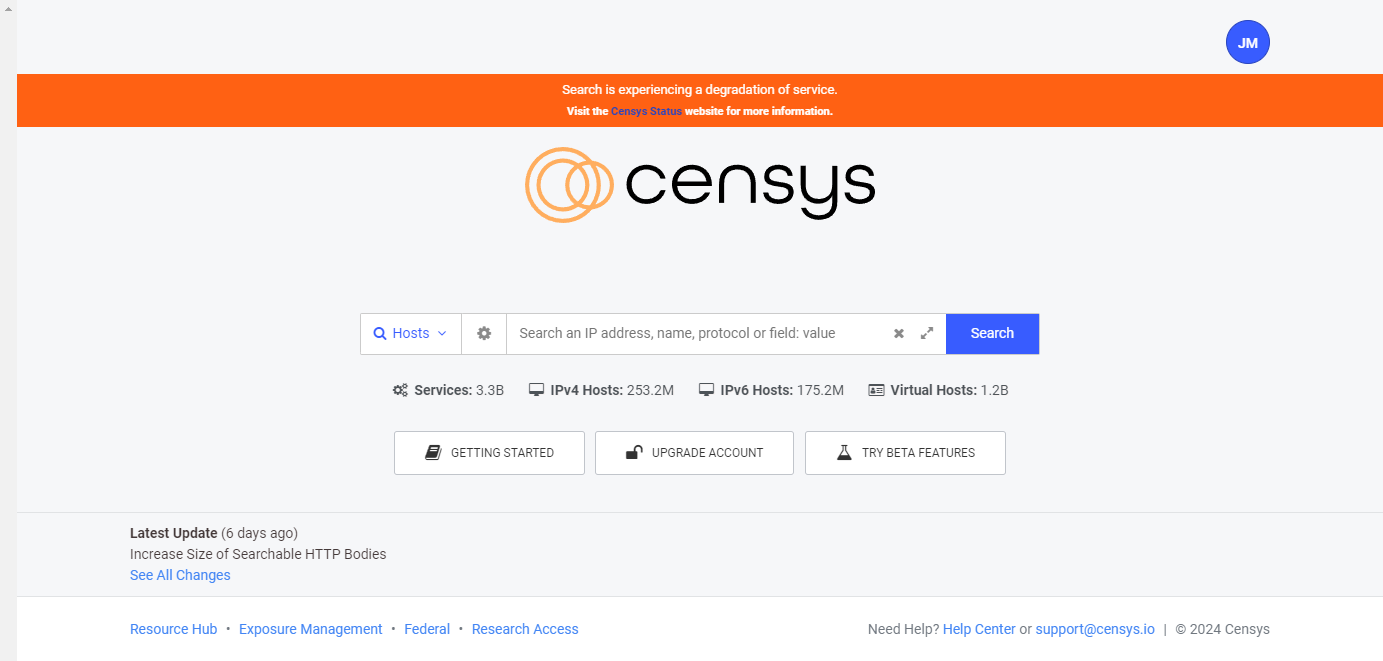 JM
Search is experiencing a degradation of service.
Visit the Censys Status website for more information.
censys
Hosts Search an IP address, name, protocol or field: value Search
Services: 3.3B IPv4 Hosts: 253.2M IPv6 Hosts: 175.2M Virtual Hosts: 1.2B
GETTING STARTED UPGRADE ACCOUNT TRY BETA FEATURES
Latest Update (6 days ago)
Increase Size of Searchable HTTP Bodies
See All Changes
Resource Hub • Exposure Management • Federal • Research Access Need Help? Help Center or support@censys.io | © 2024 Censys